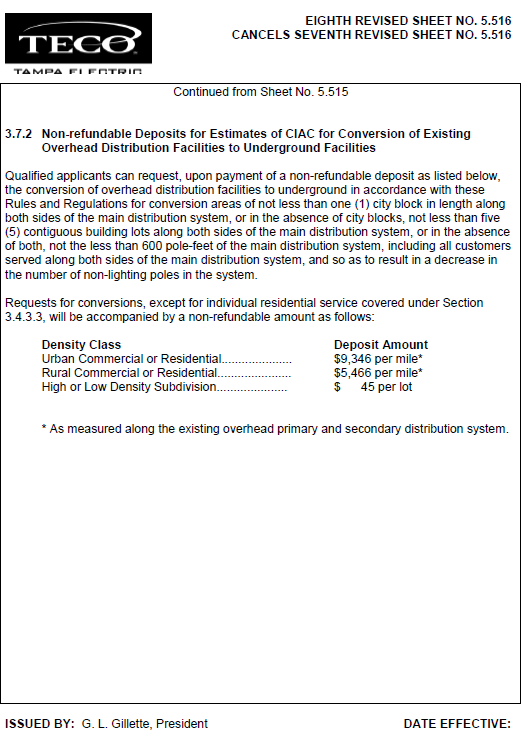 EIGHTH REVISED SHEET NO. 5.516
CANCELS SEVENTH REVISED SHEET NO. 5.516
TECO
TAMPA ELECTRIC
Continued from Sheet No. 5.515
3.7.2 Non-refundable Deposits for Estimates of CIAC for Conversion of Existing
Overhead Distribution Facilities to Underground Facilities
Qualified applicants can request, upon payment of a non-refundable deposit as listed below,
the conversion of overhead distribution facilities to underground in accordance with these
Rules and Regulations for conversion areas of not less than one (1) city block in length along
both sides of the main distribution system, or in the absence of city blocks, not less than five
(5) contiguous building lots along both sides of the main distribution system, or in the absence
of both, not the less than 600 pole-feet of the main distribution system, including all customers
served along both sides of the main distribution system, and so as to result in a decrease in
the number of non-lighting poles in the system.
Requests for conversions, except for individual residential service covered under Section
3.4.3.3, will be accompanied by a non-refundable amount as follows:
Density Class Deposit Amount
Urban Commercial or Residential..................... $9,346 per mile*
Rural Commercial or Residential...................... $5,466 per mile*
High or Low Density Subdivision..................... $ 45 per lot
* As measured along the existing overhead primary and secondary distribution system.
ISSUED BY: G. L. Gillette, President DATE EFFECTIVE: